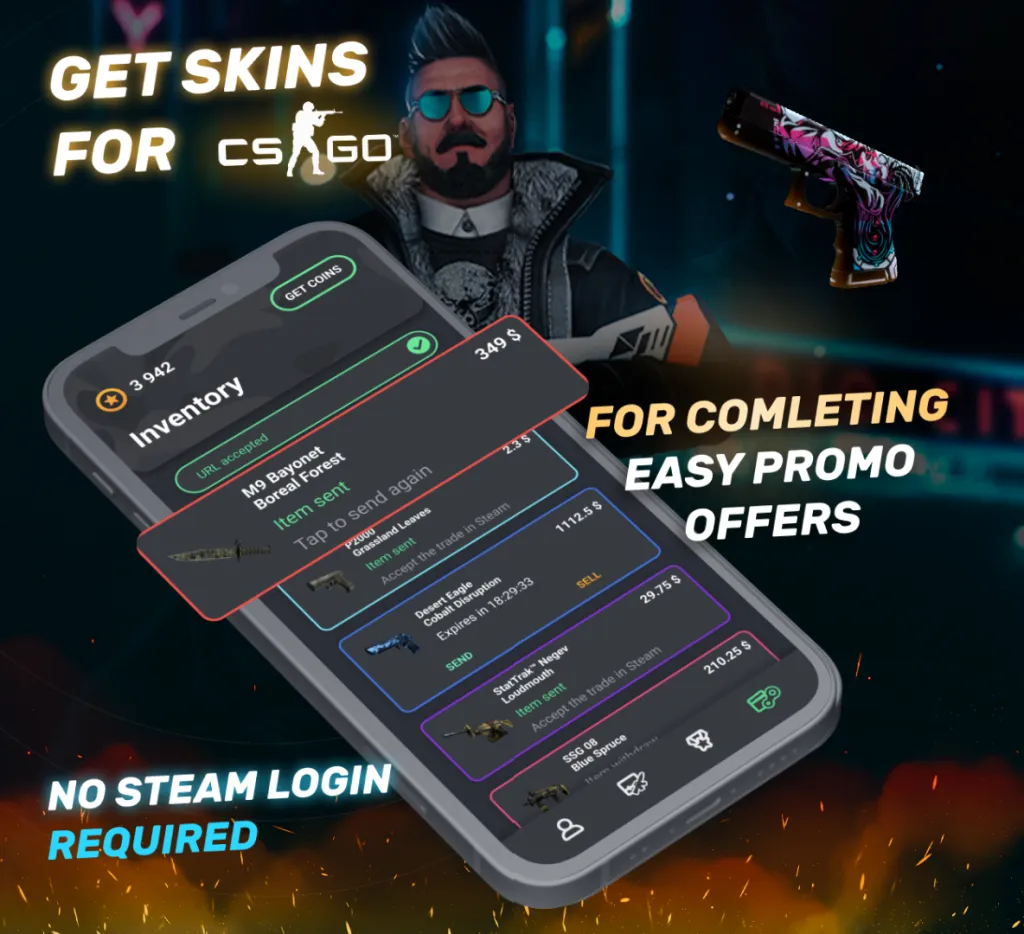 GET SKINS
FOR CS GO™
GET COINS
3 942
Inventory
URL accepted
349 $
M9 Bayonet
Boreal Forest
Item sent
Tap to send again
2.3 $
P2000
Grassland Leaves
Item sent
Accept the trade in Steam
1112.5 $
Desert Eagle
Cobalt Disruption
Expires in 18:29:33
SELL
SEND
29.75 $
StatTrak™ Negev
Loudmouth
Item sent
Accept the trade in Steam
210.25 $
SSG 08
Blue Spruce
Item withdraw
FOR COMLETING
EASY PROMO
OFFERS
NO STEAM LOGIN
REQUIRED